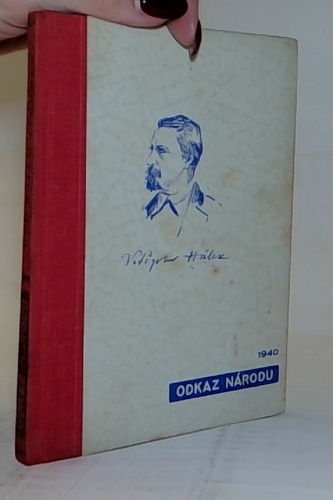 Vítězslav Hálek
1940
ODKAZ NÁRODU